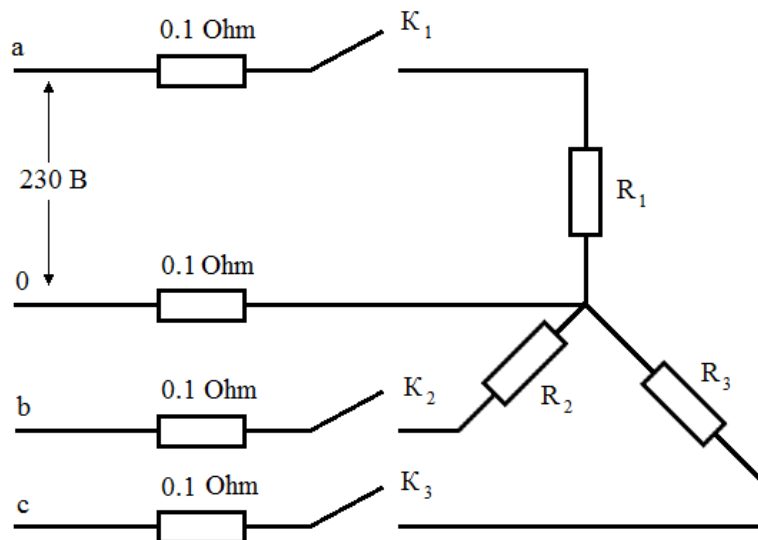 0.1 Ohm
K₁
a
230 В
R₁
0.1 Ohm
0
0.1 Ohm
K₂
R₃
R₂
b
0.1 Ohm
K₃
c